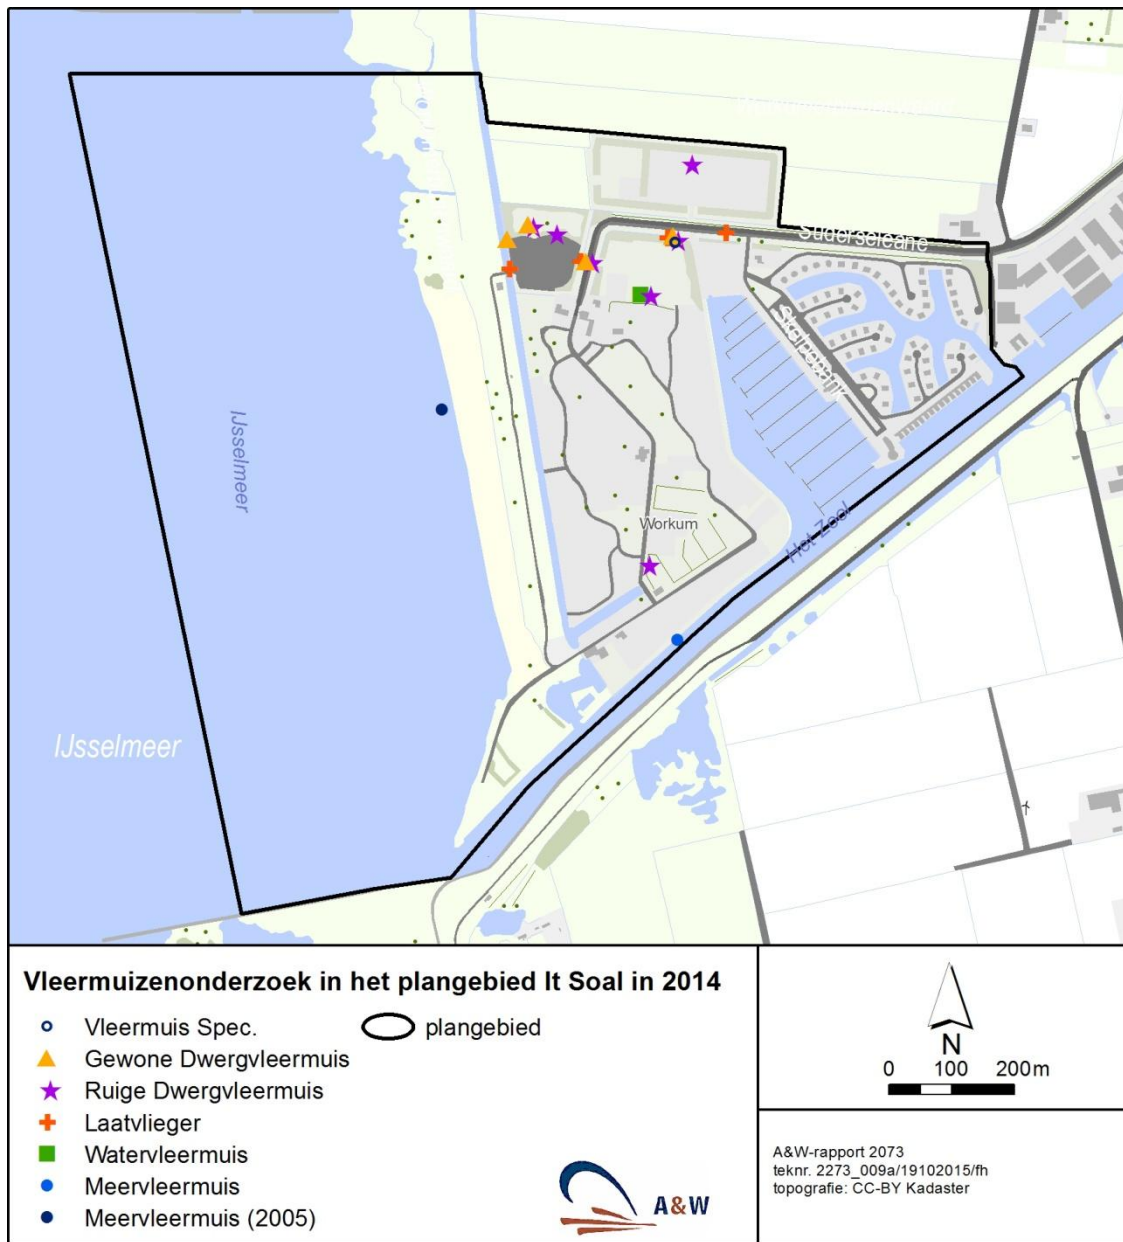 Suderseleane
IJsselmeer
Workum
Het Zool
IJsselmeer
Vleermuizenonderzoek in het plangebied It Soal in 2014
Vleermuis Spec.
plangebied
Gewone Dwergvleermuis
Ruige Dwergvleermuis
Laatvlieger
Watervleermuis
Meervleermuis
Meervleermuis (2005)
A&W
N
0 100 200m
A&W-rapport 2073
teknr. 2273_009a/19102015/fh
topografie: CC-BY Kadaster